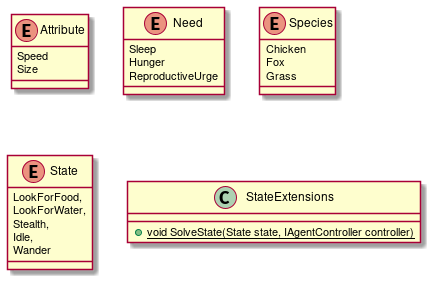 E Attribute
Speed
Size
E Need
Sleep
Hunger
ReproductiveUrge
E Species
Chicken
Fox
Grass
E State
LookForFood,
LookForWater,
Stealth,
Idle,
Wander
C StateExtensions
void SolveState(State state, IAgentController controller)